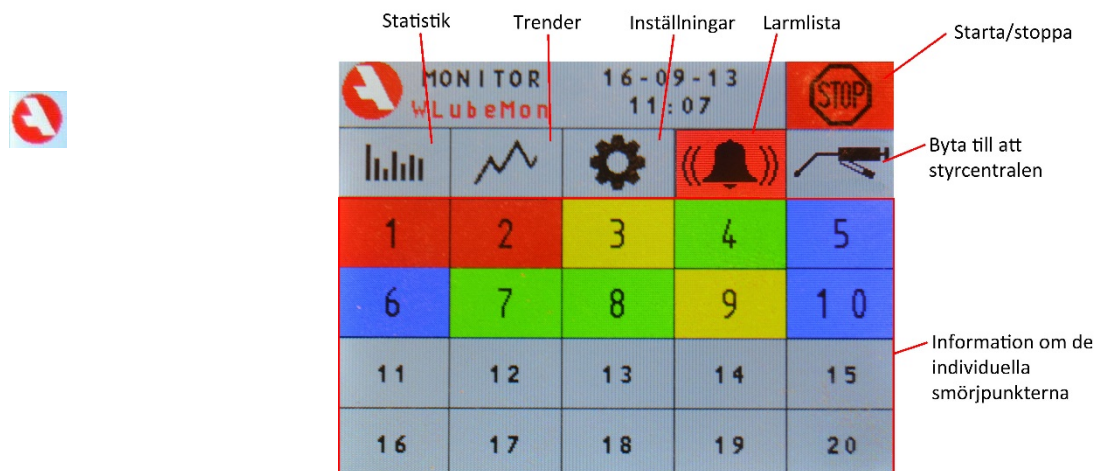 Statistik
Trender
Inställningar
Larmlista
Starta/stoppa
MONITOR 16-09-13
WLubeMon 11:07
STOP
Byta till att
styrcentralen
1 2 3 4 5
6 7 8 9 10
11 12 13 14 15
16 17 18 19 20
Information om de
individuella
smörjpunkterna